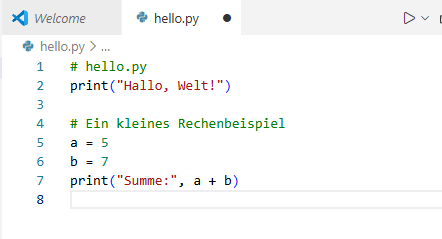 Welcome
hello.py
hello.py > ...
1 # hello.py
2 print("Hallo, Welt!")
3
4 # Ein kleines Rechenbeispiel
5 a = 5
6 b = 7
7 print("Summe:", a + b)
8